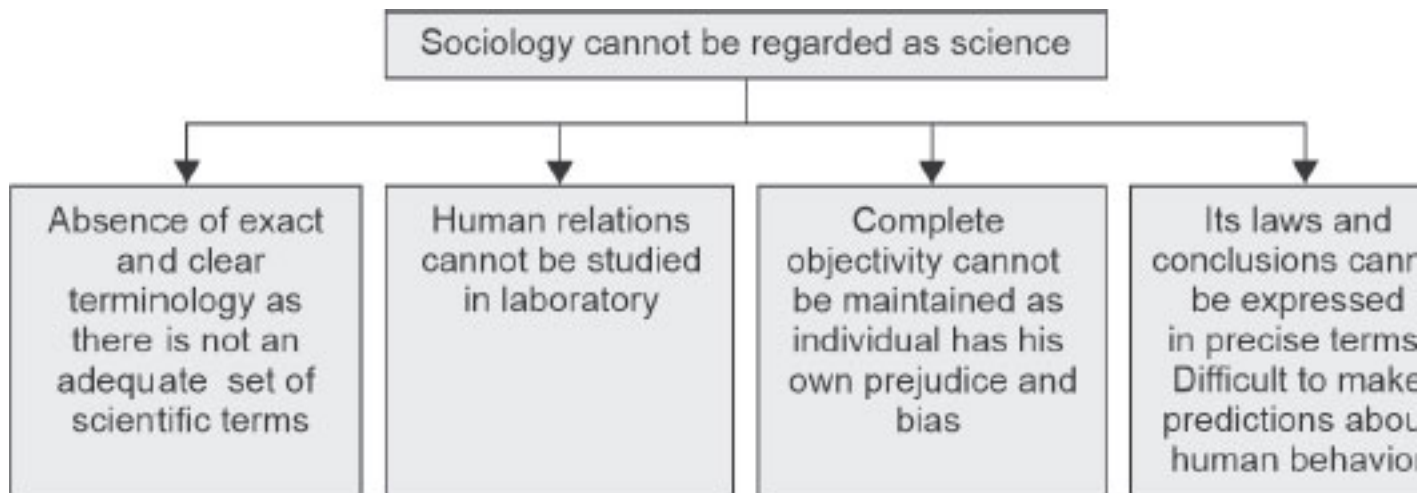 Sociology cannot be regarded as science
Absence of exact
and clear
terminology as
there is not an
adequate set of
scientific terms
Human relations
cannot be studied
in laboratory
Complete
objectivity cannot
be maintained as
individual has his
own prejudice and
bias
Its laws and
conclusions
be expressed
in precise terms
Difficult to make
predictions
human behavior